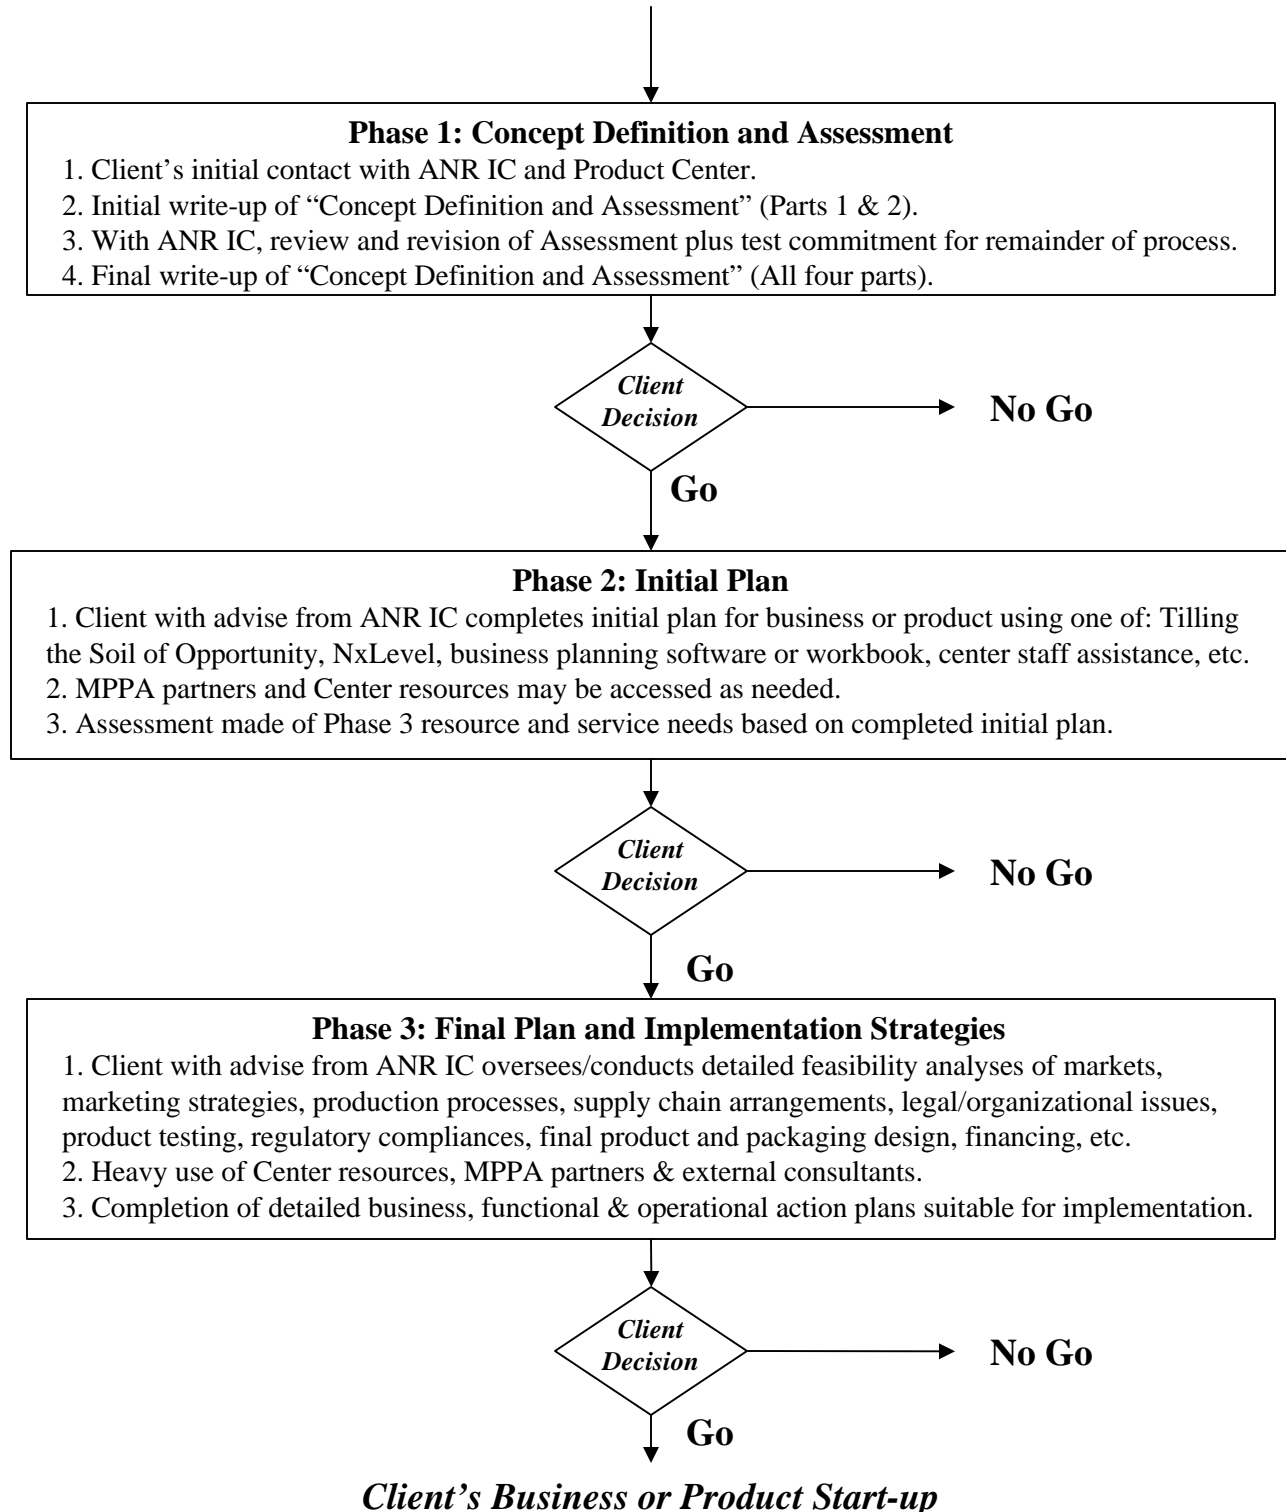 Phase 1: Concept Definition and Assessment
1. Client’s initial contact with ANR IC and Product Center.
2. Initial write-up of “Concept Definition and Assessment” (Parts 1 & 2).
3. With ANR IC, review and revision of Assessment plus test commitment for remainder of process.
4. Final write-up of “Concept Definition and Assessment” (All four parts).
Client
Decision
No Go
Go
Phase 2: Initial Plan
1. Client with advise from ANR IC completes initial plan for business or product using one of: Tilling
the Soil of Opportunity, NxLevel, business planning software or workbook, center staff assistance, etc.
2. MPPA partners and Center resources may be accessed as needed.
3. Assessment made of Phase 3 resource and service needs based on completed initial plan.
Client
Decision
No Go
Go
Phase 3: Final Plan and Implementation Strategies
1. Client with advise from ANR IC oversees/conducts detailed feasibility analyses of markets,
marketing strategies, production processes, supply chain arrangements, legal/organizational issues,
product testing, regulatory compliances, final product and packaging design, financing, etc.
2. Heavy use of Center resources, MPPA partners & external consultants.
3. Completion of detailed business, functional & operational action plans suitable for implementation.
Client
Decision
No Go
Go
Client’s Business or Product Start-up